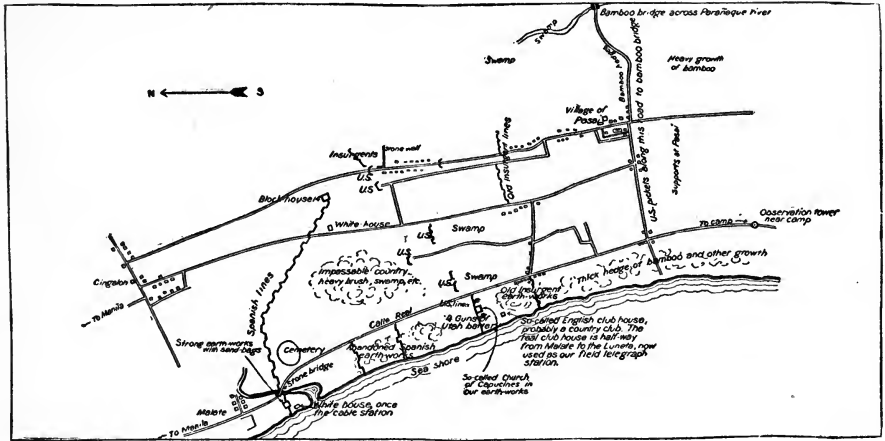 Bamboo bridge across Parañaque River
Swamp
Swamp
Heavy growth
of bamboo
N S
Bamboo
U.S. pickets along this road to bamboo bridge
Village of
Pasai
Supports at Pasai
Stone wall
Insurgents
U.S.
U.S.
Old Insurgent lines
Blockhouse
White house
Swamp
U.S.
To camp
Observation tower
near camp
Cingalon
To Manila
Spanish lines
Impassable country
heavy brush, swamp, etc.
Swamp
U.S.
Thick hedge of bamboo and other growth
Old Insurgent
earth-works
U.S. lines
Calle Real
4 Guns of
Utah battery
Strong earth-works
with sand-bags
Cemetery
Abandoned Spanish
earth-works
So-called English club house,
probably a country club. The
real club house is half-way
from Malate to the Luneta, now
used as our field telegraph
station.
Stone bridge
Sea Shore
So-called Church
of Capucines in
our earth-works
Malate
White house, once
the cable station
To Manila